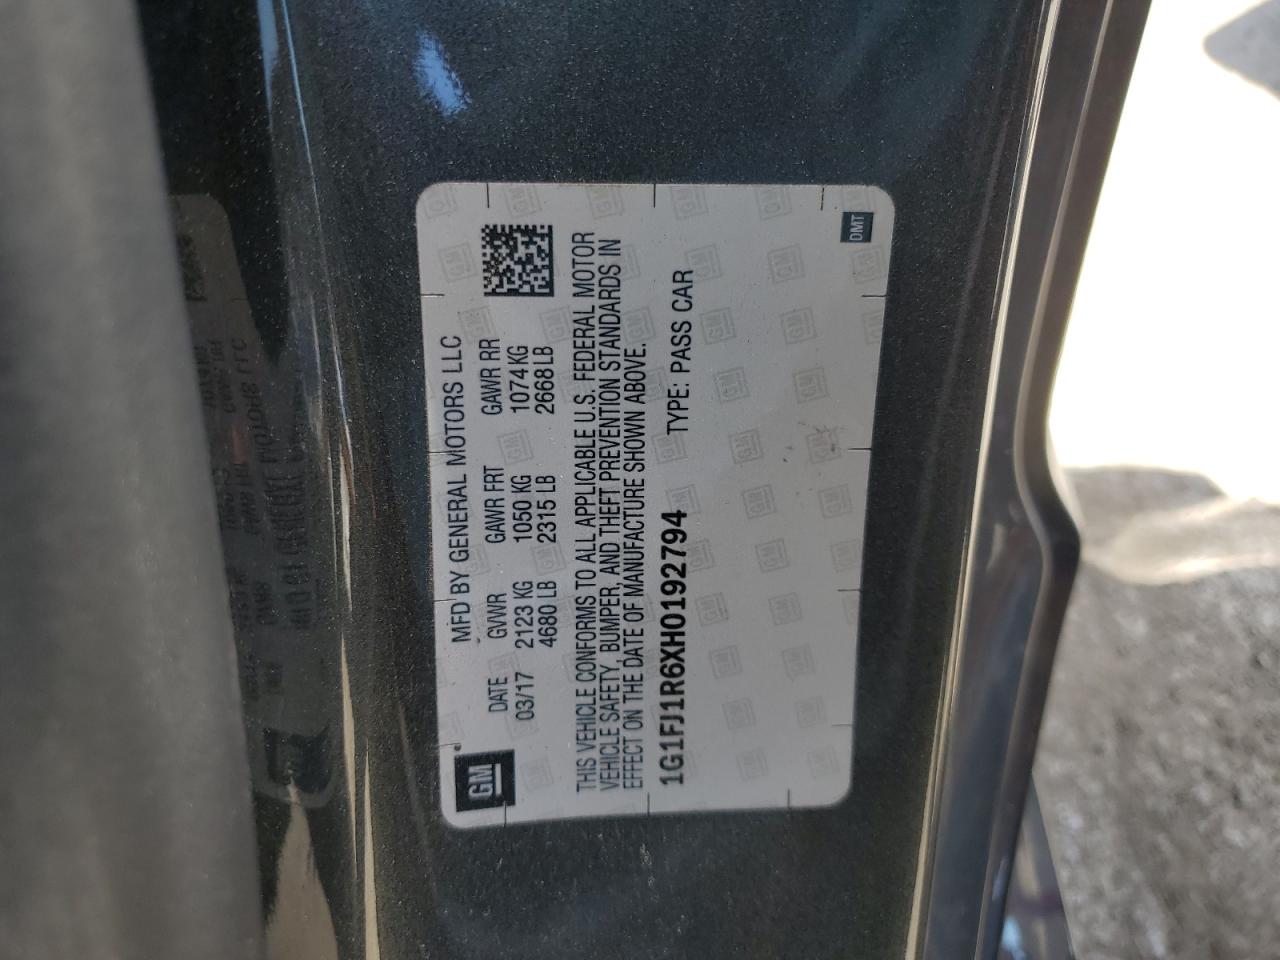 GM
MFD BY GENERAL MOTORS LLC
DATE GVWR GAWR FRT GAWR RR
03/17 2123 KG 1050 KG 1074 KG
4680 LB 2315 LB 2668 LB
THIS VEHICLE CONFORMS TO ALL APPLICABLE U.S. FEDERAL MOTOR
VEHICLE SAFETY, BUMPER, AND THEFT PREVENTION STANDARDS IN
EFFECT ON THE DATE OF MANUFACTURE SHOWN ABOVE.
1G1FJ1R6XH0192794 TYPE: PASS CAR
DMT